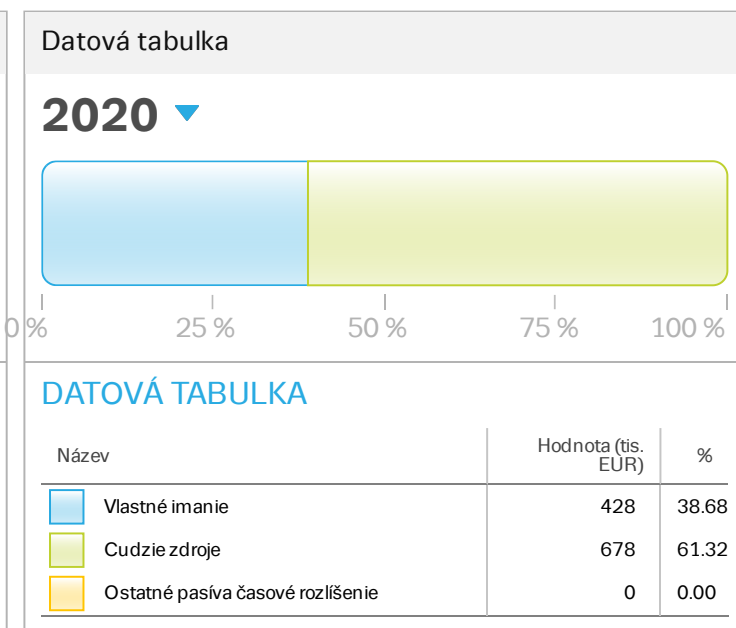 Datová tabulka
2020
0 % 25 % 50 % 75 % 100 %
DATOVÁ TABULKA
Název Hodnota (tis. EUR) %
Vlastné imanie 428 38.68
Cudzie zdroje 678 61.32
Ostatné pasíva časové rozlíšenie 0 0.00